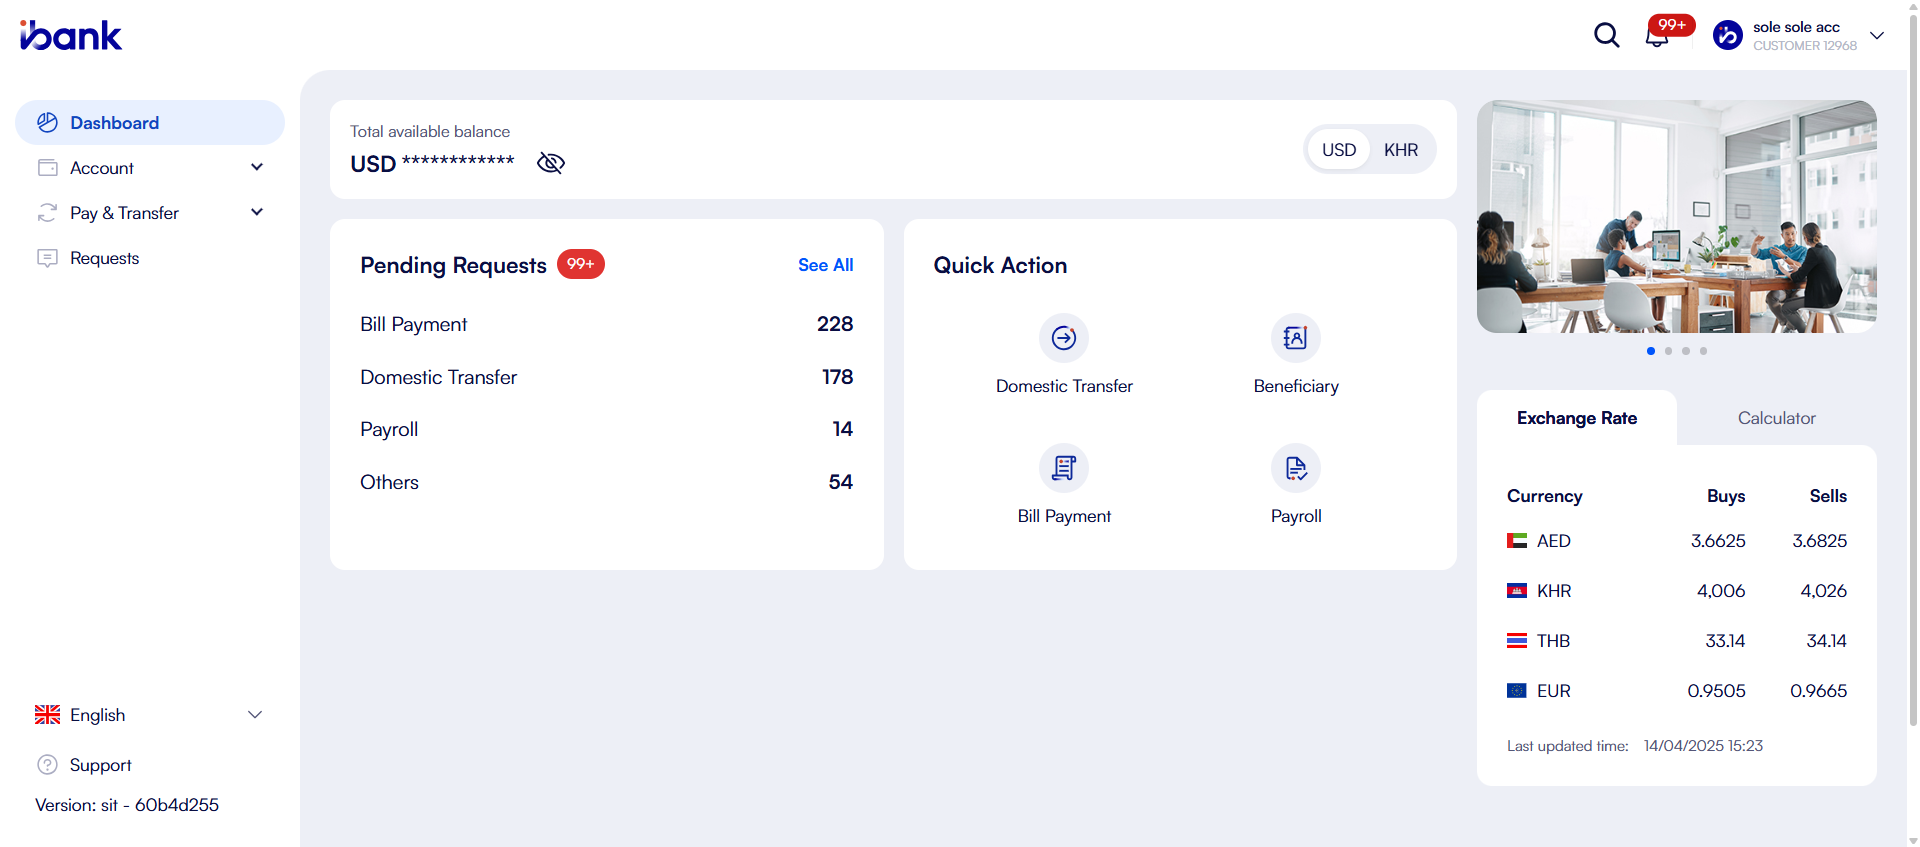 ibank
99+
sole sole acc
CUSTOMER 12968
Dashboard
Account
Pay & Transfer
Requests
Total available balance
USD ************
USD KHR
Pending Requests 99+ See All
Bill Payment 228
Domestic Transfer 178
Payroll 14
Others 54
Quick Action
Domestic Transfer
Beneficiary
Bill Payment
Payroll
Exchange Rate Calculator
Currency Buys Sells
AED 3.6625 3.6825
KHR 4,006 4,026
THB 33.14 34.14
EUR 0.9505 0.9665
Last updated time: 14/04/2025 15:23
English
Support
Version: sit - 60b4d255